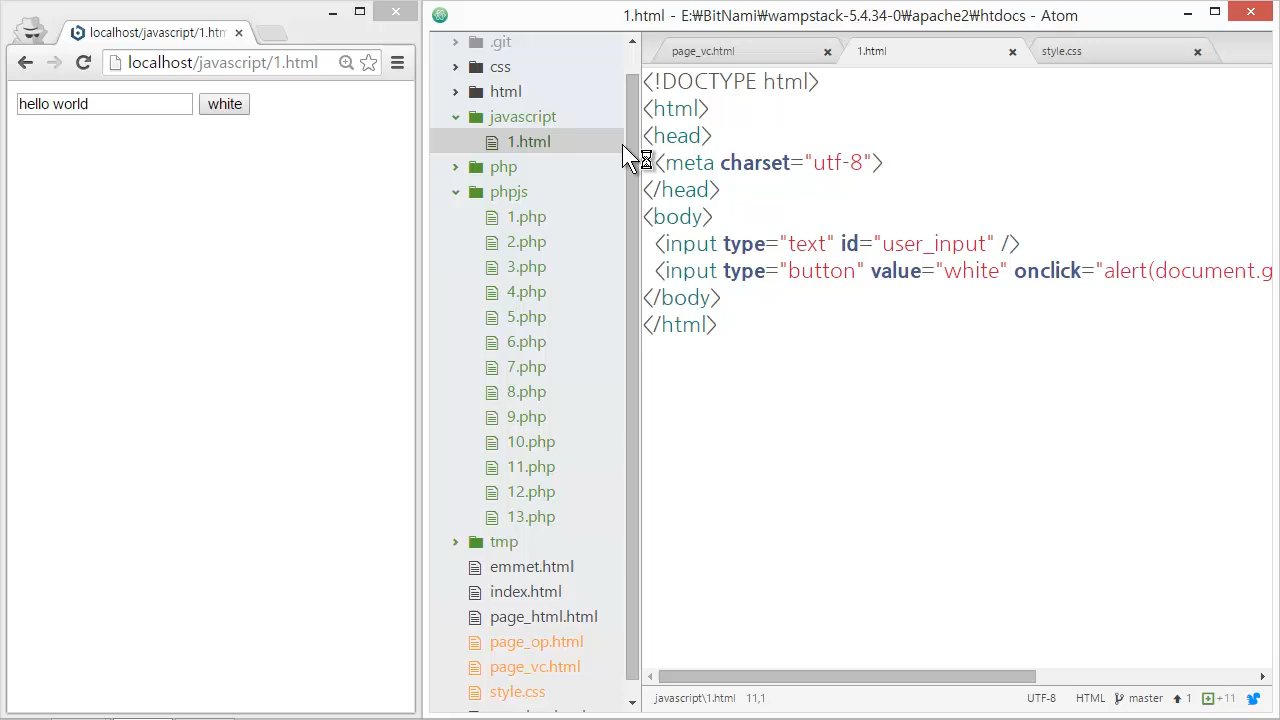 localhost/javascript/1.htm
localhost/javascript/1.html
hello world
white
1.html - E:₩BitNami₩wampstack-5.4.34-0₩apache2₩htdocs - Atom
.git
css
html
javascript
1.html
php
phpjs
1.php
2.php
3.php
4.php
5.php
6.php
7.php
8.php
9.php
10.php
11.php
12.php
13.php
tmp
emmet.html
index.html
page_html.html
page_op.html
page_vc.html
style.css
page_vc.html
1.html
style.css
<!DOCTYPE html>
<html>
<head>
<meta charset="utf-8">
</head>
<body>
<input type="text" id="user_input" />
<input type="button" value="white" onclick="alert(document.g
</body>
</html>
javascript\1.html 11,1
UTF-8 HTML master 1 +11